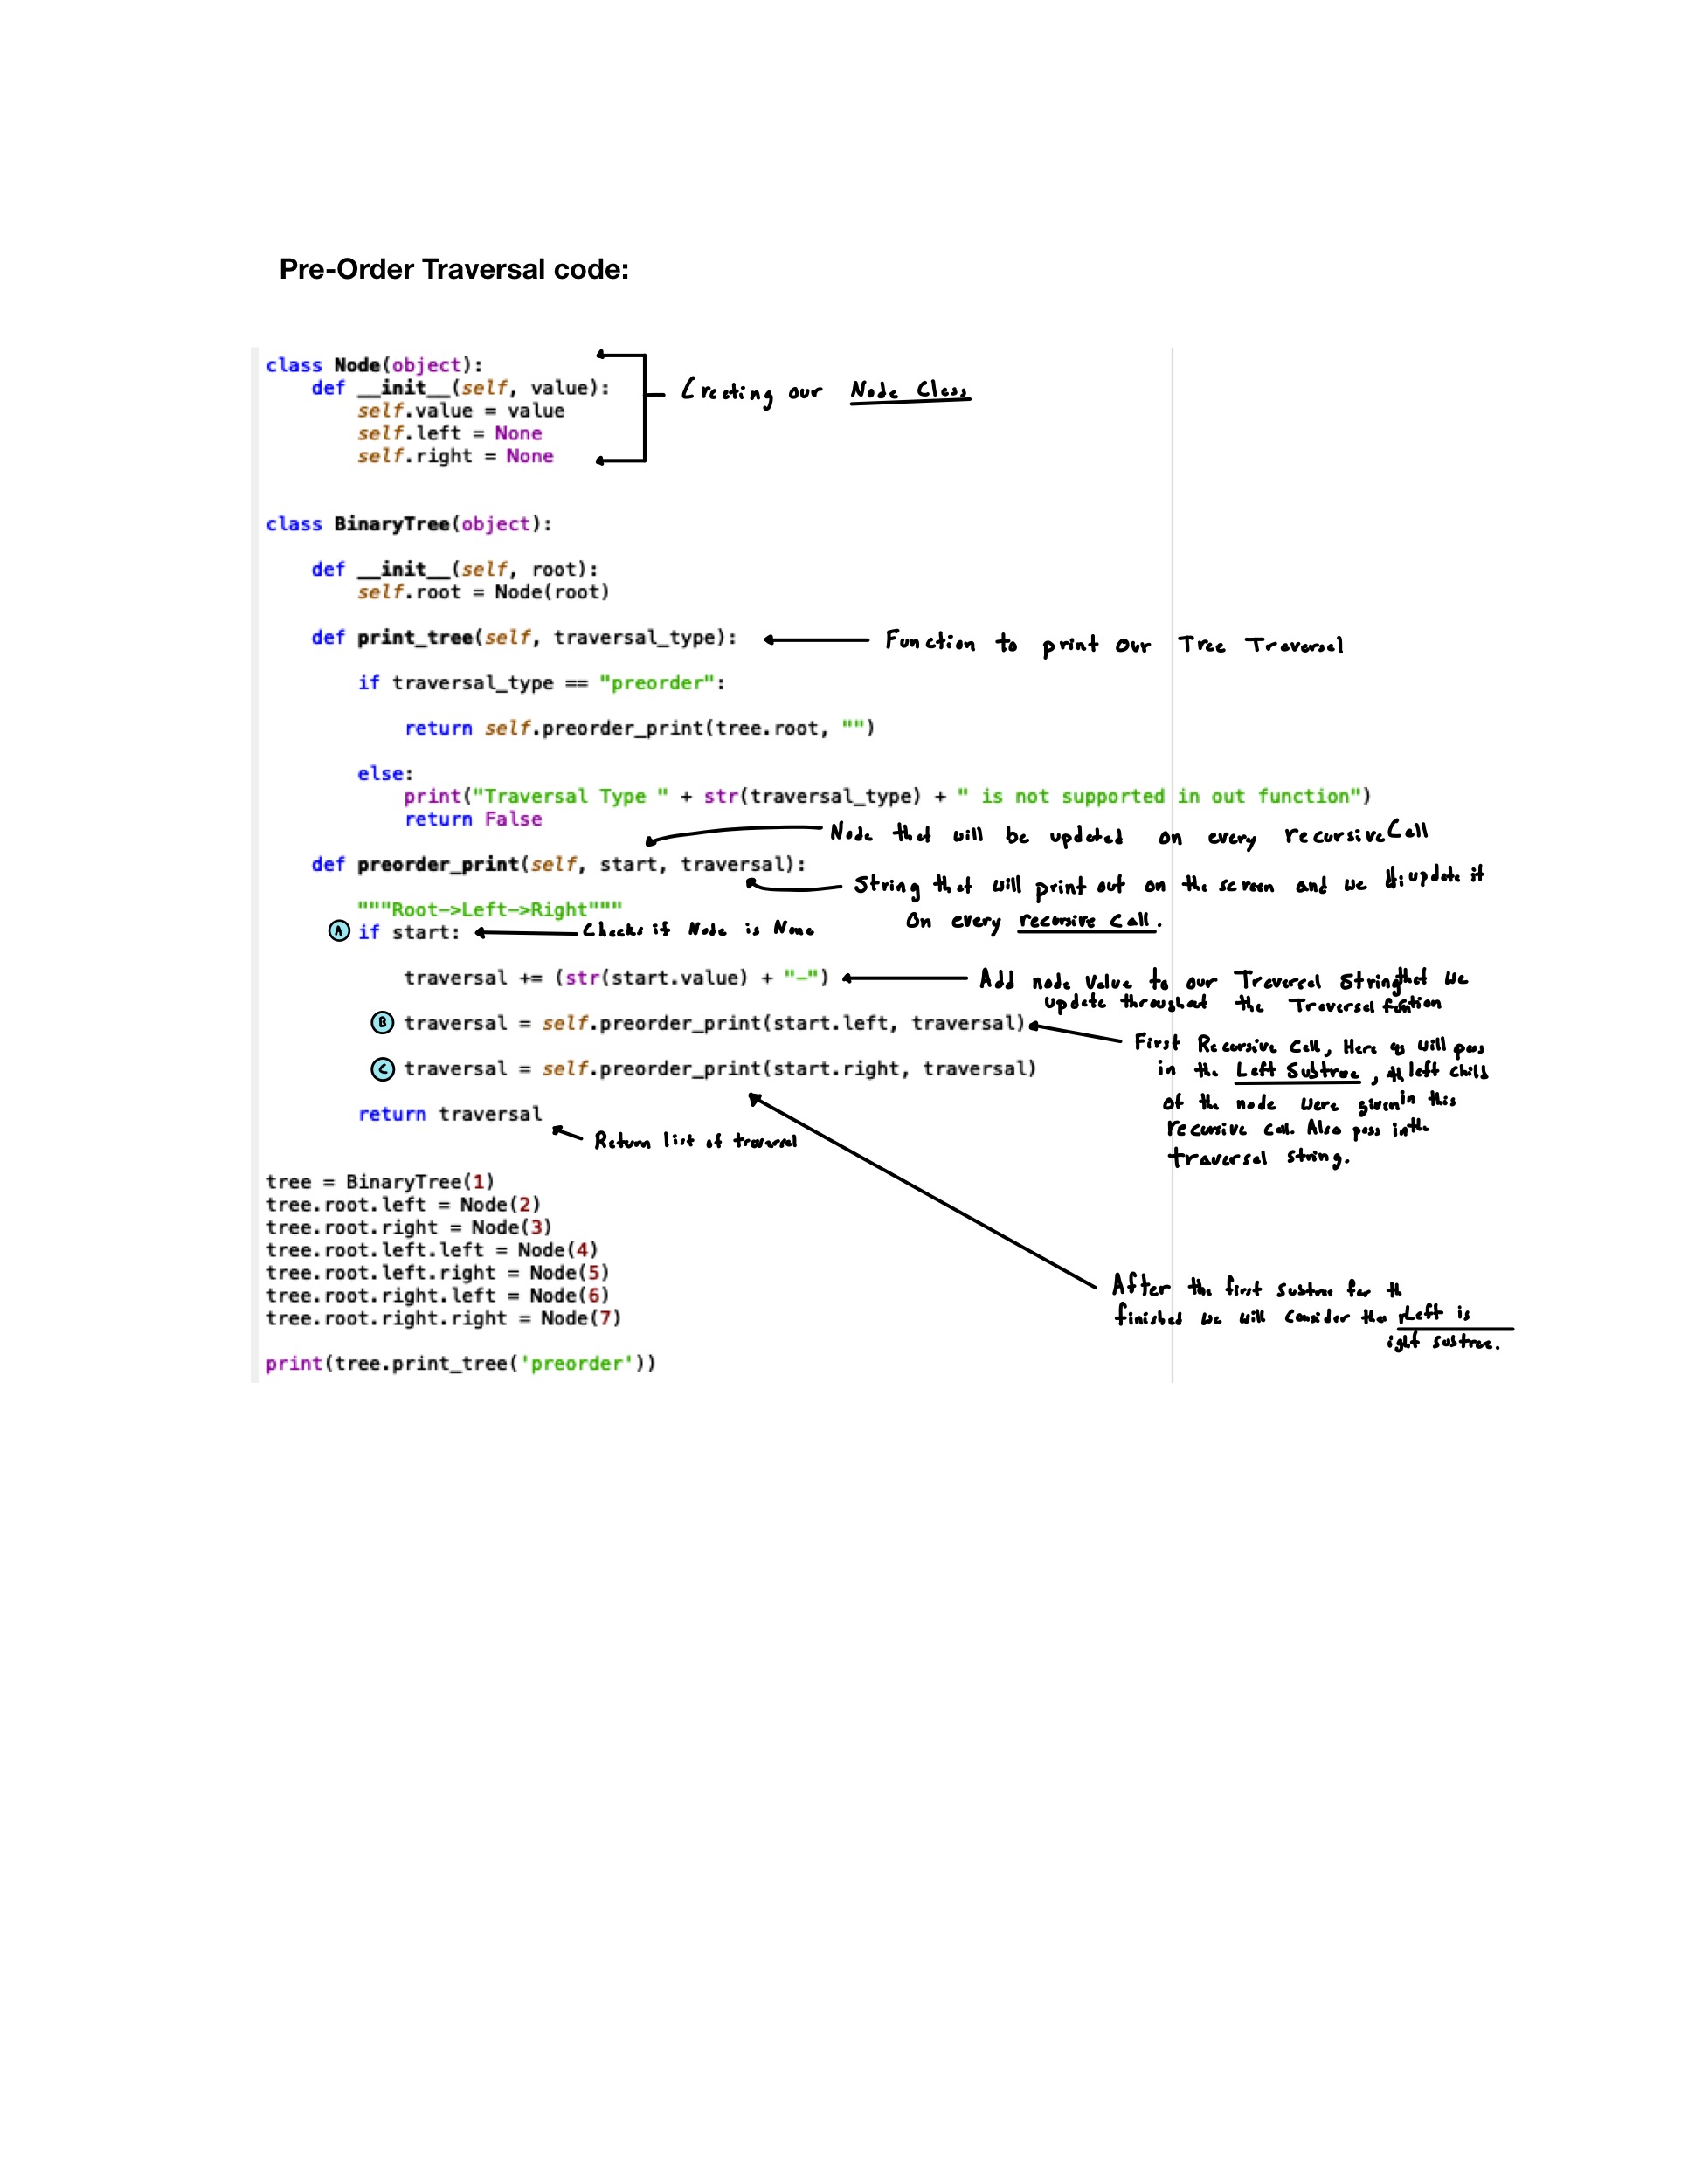 Pre-Order Traversal code:
class Node(object):
def __init__(self, value):
Creating our Node Class
self.value = value
self.left = None
self.right = None
class BinaryTree(object):
def __init__(self, root):
self.root = Node(root)
def print_tree(self, traversal_type):
Function to print our Tree Traversal
if traversal_type == "preorder":
return self.preorder_print(tree.root, "")
else:
print("Traversal Type " + str(traversal_type) + " is not supported in out function")
return False
Node that will be updated on every recursive Call
def preorder_print(self, start, traversal):
String that will print out on the screen and we update it
On every recursive call.
"""Root->Left->Right"""
A if start:
Checks if Node is None
traversal += (str(start.value) + "-")
Add node value to our Traversal String that we
update throughout the Traversal function
B traversal = self.preorder_print(start.left, traversal)
First Recursive Call, Here we will pass
in the Left Subtree, left child
of the node were given in this
recursive call. Also pass in the
traversal string.
C traversal = self.preorder_print(start.right, traversal)
return traversal
Return list of traversal
tree = BinaryTree(1)
tree.root.left = Node(2)
tree.root.right = Node(3)
tree.root.left.left = Node(4)
tree.root.left.right = Node(5)
tree.root.right.left = Node(6)
tree.root.right.right = Node(7)
After the first subtree for the
finished we will consider the Left is
right subtree.
print(tree.print_tree('preorder'))